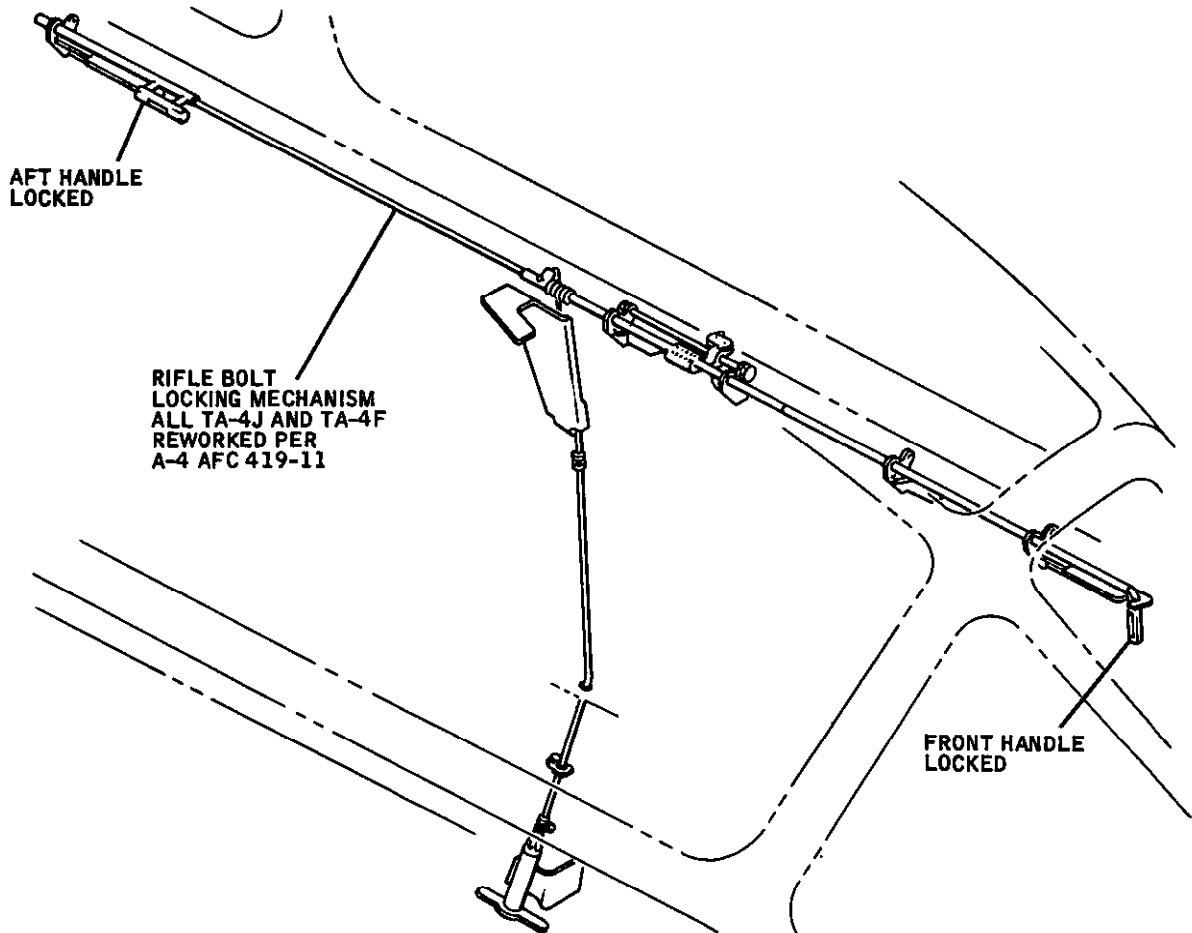 AFT HANDLE
LOCKED
RIFLE BOLT
LOCKING MECHANISM
ALL TA-4J AND TA-4F
REWORKED PER
A-4 AFC 419-11
FRONT HANDLE
LOCKED